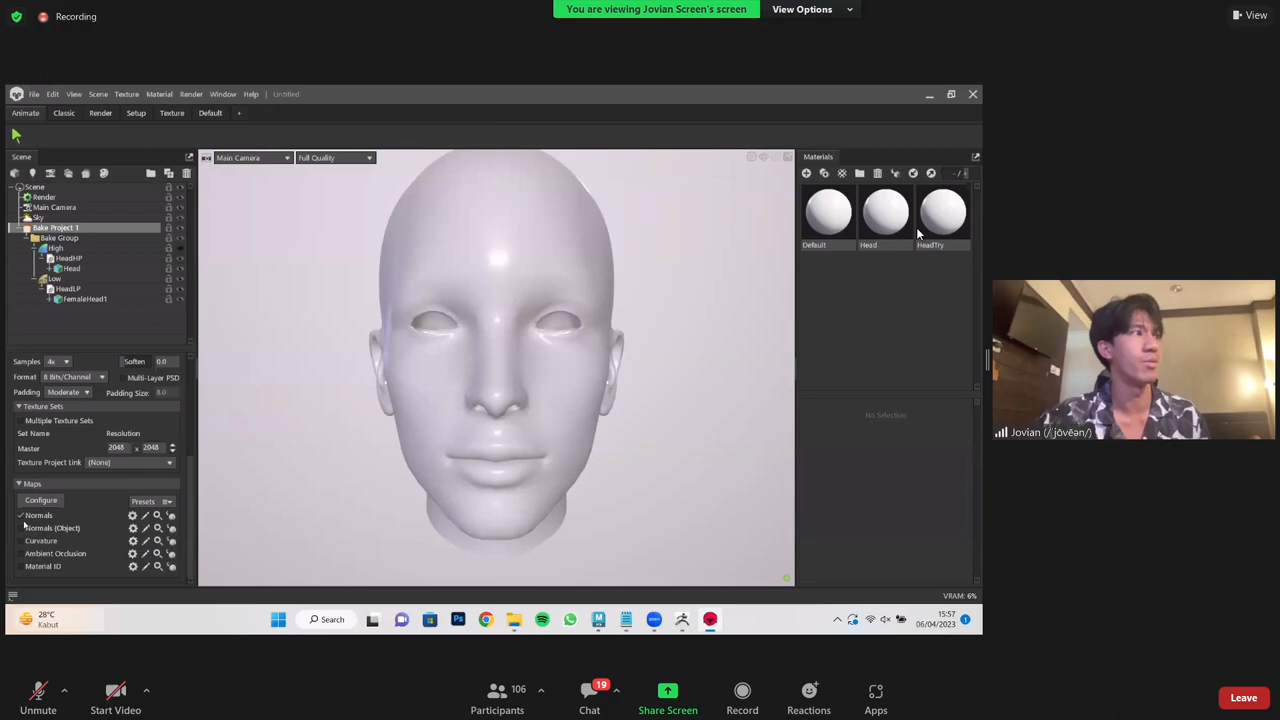 Recording
You are viewing Jovian Screen's screen
View Options
View
File Edit View Scene Texture Material Render Window Help Untitled
Animate Classic Render Setup Texture Default +
Scene
Main Camera
Full Quality
Materials
- /
Scene
Render
Main Camera
Sky
Bake Project 1
Bake Group
High
HeadHP
Head
Low
HeadLP
FemaleHead1
Default
Head
HeadTry
Samples 4x Soften 0.0
Format 8 Bits/Channel Multi-Layer PSD
Padding Moderate Padding Size: 8.0
Texture Sets
Multiple Texture Sets
Set Name Resolution
Master 2048 x 2048
Texture Project Link (None)
Maps
Configure Presets
Normals
Normals (Object)
Curvature
Ambient Occlusion
Material ID
No Selection
VRAM: 6%
Jovian (/ˈjōvēən/)
28°C
Kabut
Search
15:57
06/04/2023
Unmute
Start Video
106
Participants
19
Chat
Share Screen
Record
Reactions
Apps
Leave